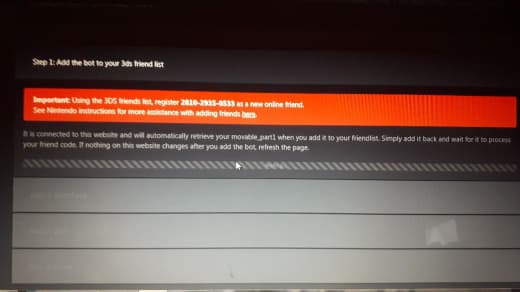 Step 1: Add the bot to your 3ds friend list
Important: Using the 3DS friends list, register 2810-2933-0533 as a new online friend.
See Nintendo instructions for more assistance with adding friends here.
It is connected to this website and will automatically retrieve your movable_part1 when you add it to your friendlist. Simply add it back and wait for it to process
your friend code. If nothing on this website changes after you add the bot, refresh the page.